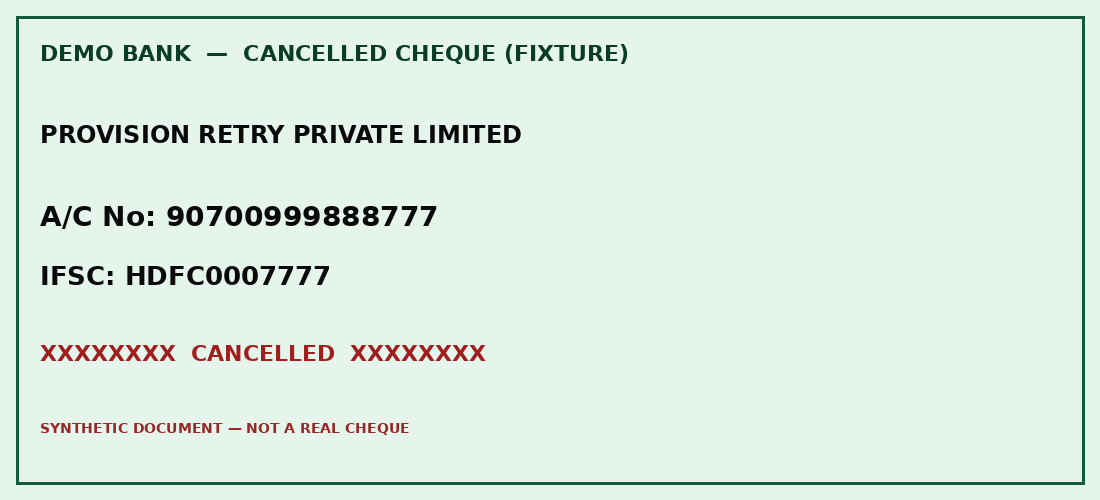 DEMO BANK — CANCELLED CHEQUE (FIXTURE)
PROVISION RETRY PRIVATE LIMITED
A/C No: 90700999888777
IFSC: HDFC0007777
XXXXXXXX CANCELLED XXXXXXXX
SYNTHETIC DOCUMENT — NOT A REAL CHEQUE